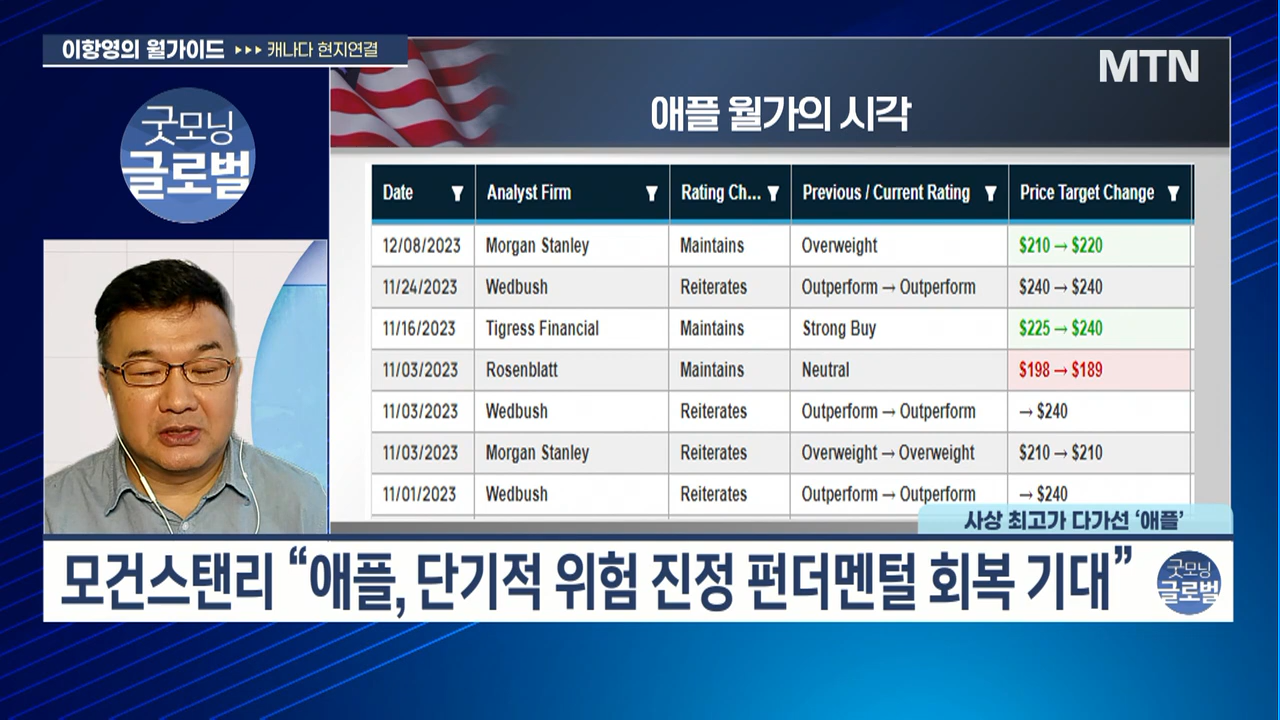 이항영의 월가이드 ▸▸▸ 캐나다 현지연결
MTN
굿모닝
글로벌
애플 월가의 시각
Date Analyst Firm Rating Ch... Previous / Current Rating Price Target Change
12/08/2023 Morgan Stanley Maintains Overweight $210 → $220
11/24/2023 Wedbush Reiterates Outperform → Outperform $240 → $240
11/16/2023 Tigress Financial Maintains Strong Buy $225 → $240
11/03/2023 Rosenblatt Maintains Neutral $198 → $189
11/03/2023 Wedbush Reiterates Outperform → Outperform → $240
11/03/2023 Morgan Stanley Reiterates Overweight → Overweight $210 → $210
11/01/2023 Wedbush Reiterates Outperform → Outperform → $240
사상 최고가 다가선 ‘애플’
모건스탠리 “애플, 단기적 위험 진정 펀더멘털 회복 기대”
굿모닝
글로벌